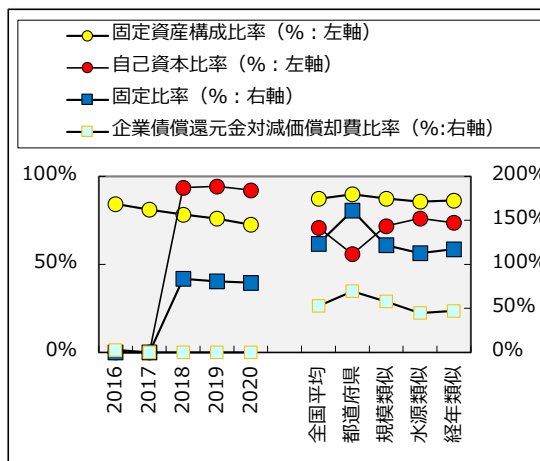 固定資産構成比率（%：左軸）
自己資本比率（%：左軸）
固定比率（%：右軸）
企業債償還元金対減価償却費比率（%:右軸）
100%
50%
0%
200%
150%
100%
50%
0%
2016
2017
2018
2019
2020
全国平均
都道府県
規模類似
水源類似
経年類似